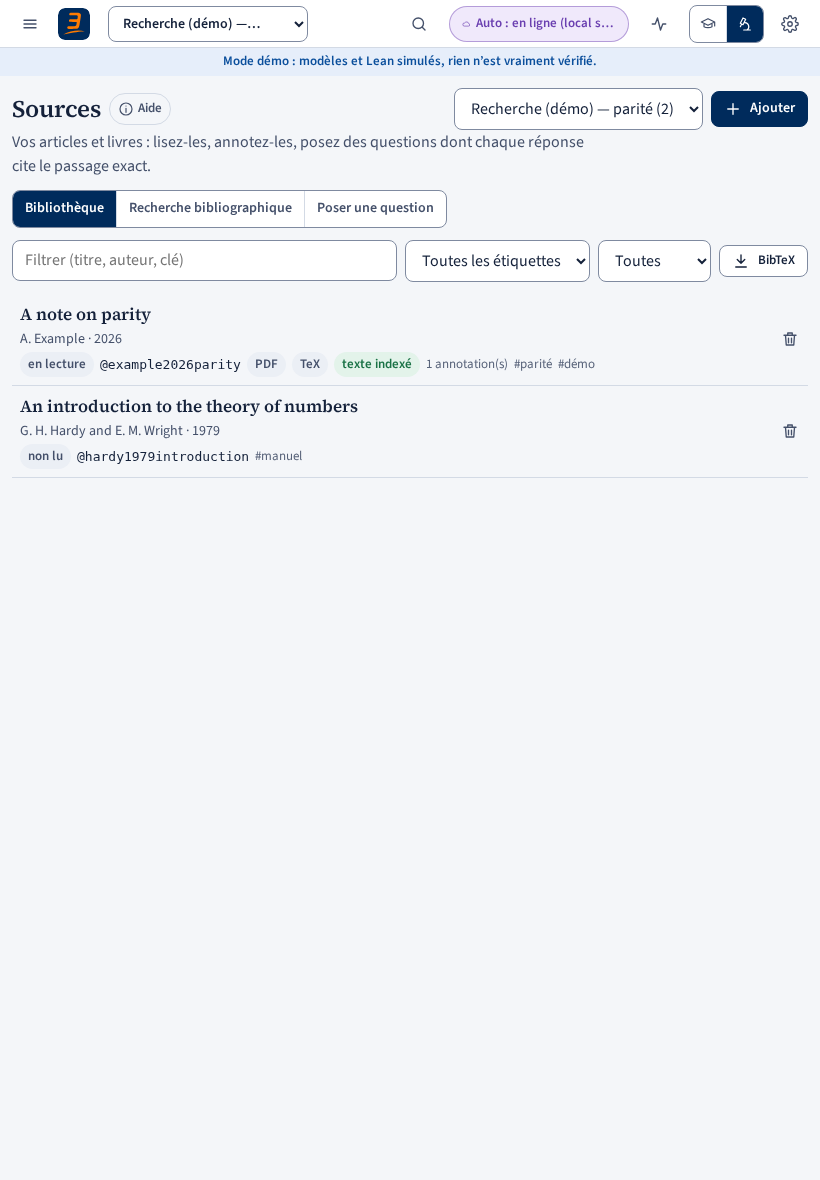 Recherche (démo) —…
Auto : en ligne (local s…
Mode démo : modèles et Lean simulés, rien n’est vraiment vérifié.
Sources
Aide
Recherche (démo) — parité (2)
Ajouter
Vos articles et livres : lisez-les, annotez-les, posez des questions dont chaque réponse
cite le passage exact.
Bibliothèque
Recherche bibliographique
Poser une question
Filtrer (titre, auteur, clé)
Toutes les étiquettes
Toutes
BibTeX
A note on parity
A. Example · 2026
en lecture @example2026parity PDF TeX texte indexé 1 annotation(s) #parité #démo
An introduction to the theory of numbers
G. H. Hardy and E. M. Wright · 1979
non lu @hardy1979introduction #manuel